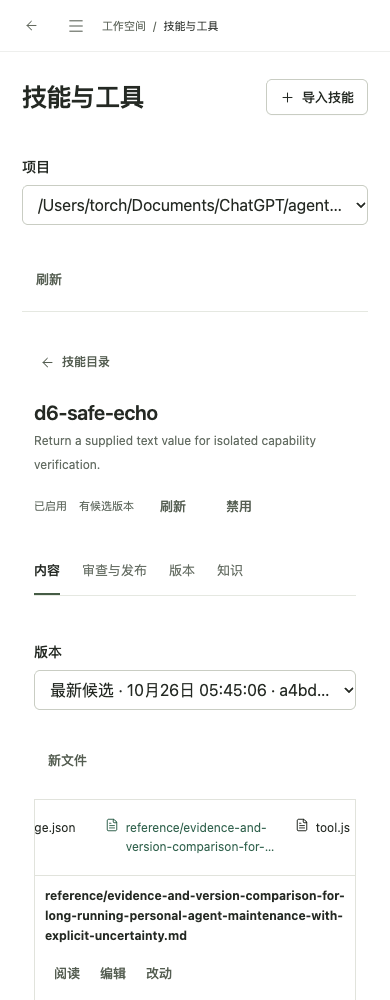 工作空间 / 技能与工具
技能与工具
导入技能
项目
/Users/torch/Documents/ChatGPT/agent...
刷新
技能目录
d6-safe-echo
Return a supplied text value for isolated capability
verification.
已启用 有候选版本 刷新 禁用
内容 审查与发布 版本 知识
版本
最新候选 · 10月26日 05:45:06 · a4bd...
新文件
ge.json
reference/evidence-and-
version-comparison-for-...
tool.js
reference/evidence-and-version-comparison-for-
long-running-personal-agent-maintenance-with-
explicit-uncertainty.md
阅读 编辑 改动